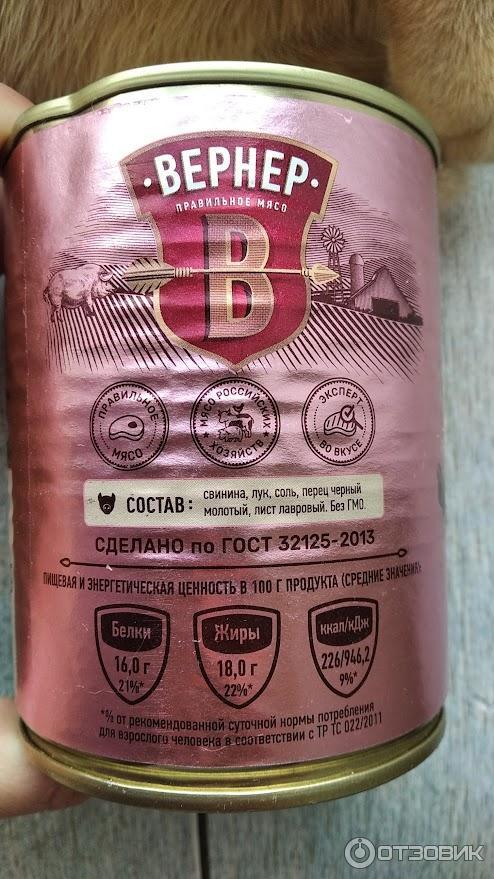 · ВЕРНЕР ·
ПРАВИЛЬНОЕ МЯСО
В
ПРАВИЛЬНОЕ
МЯСО
МЯСО РОССИЙСКИХ
ХОЗЯЙСТВ
ЭКСПЕРТ
ВО ВКУСЕ
СОСТАВ:
свинина, лук, соль, перец черный
молотый, лист лавровый. Без ГМО.
СДЕЛАНО по ГОСТ 32125-2013
ПИЩЕВАЯ И ЭНЕРГЕТИЧЕСКАЯ ЦЕННОСТЬ В 100 Г ПРОДУКТА (СРЕДНИЕ ЗНАЧЕНИЯ):
Белки
16,0 г
21%*
Жиры
18,0 г
22%*
ккал/кДж
226/946,2
9%*
*% от рекомендованной суточной нормы потребления
для взрослого человека в соответствии с ТР ТС 022/2011
ОТЗОВИК